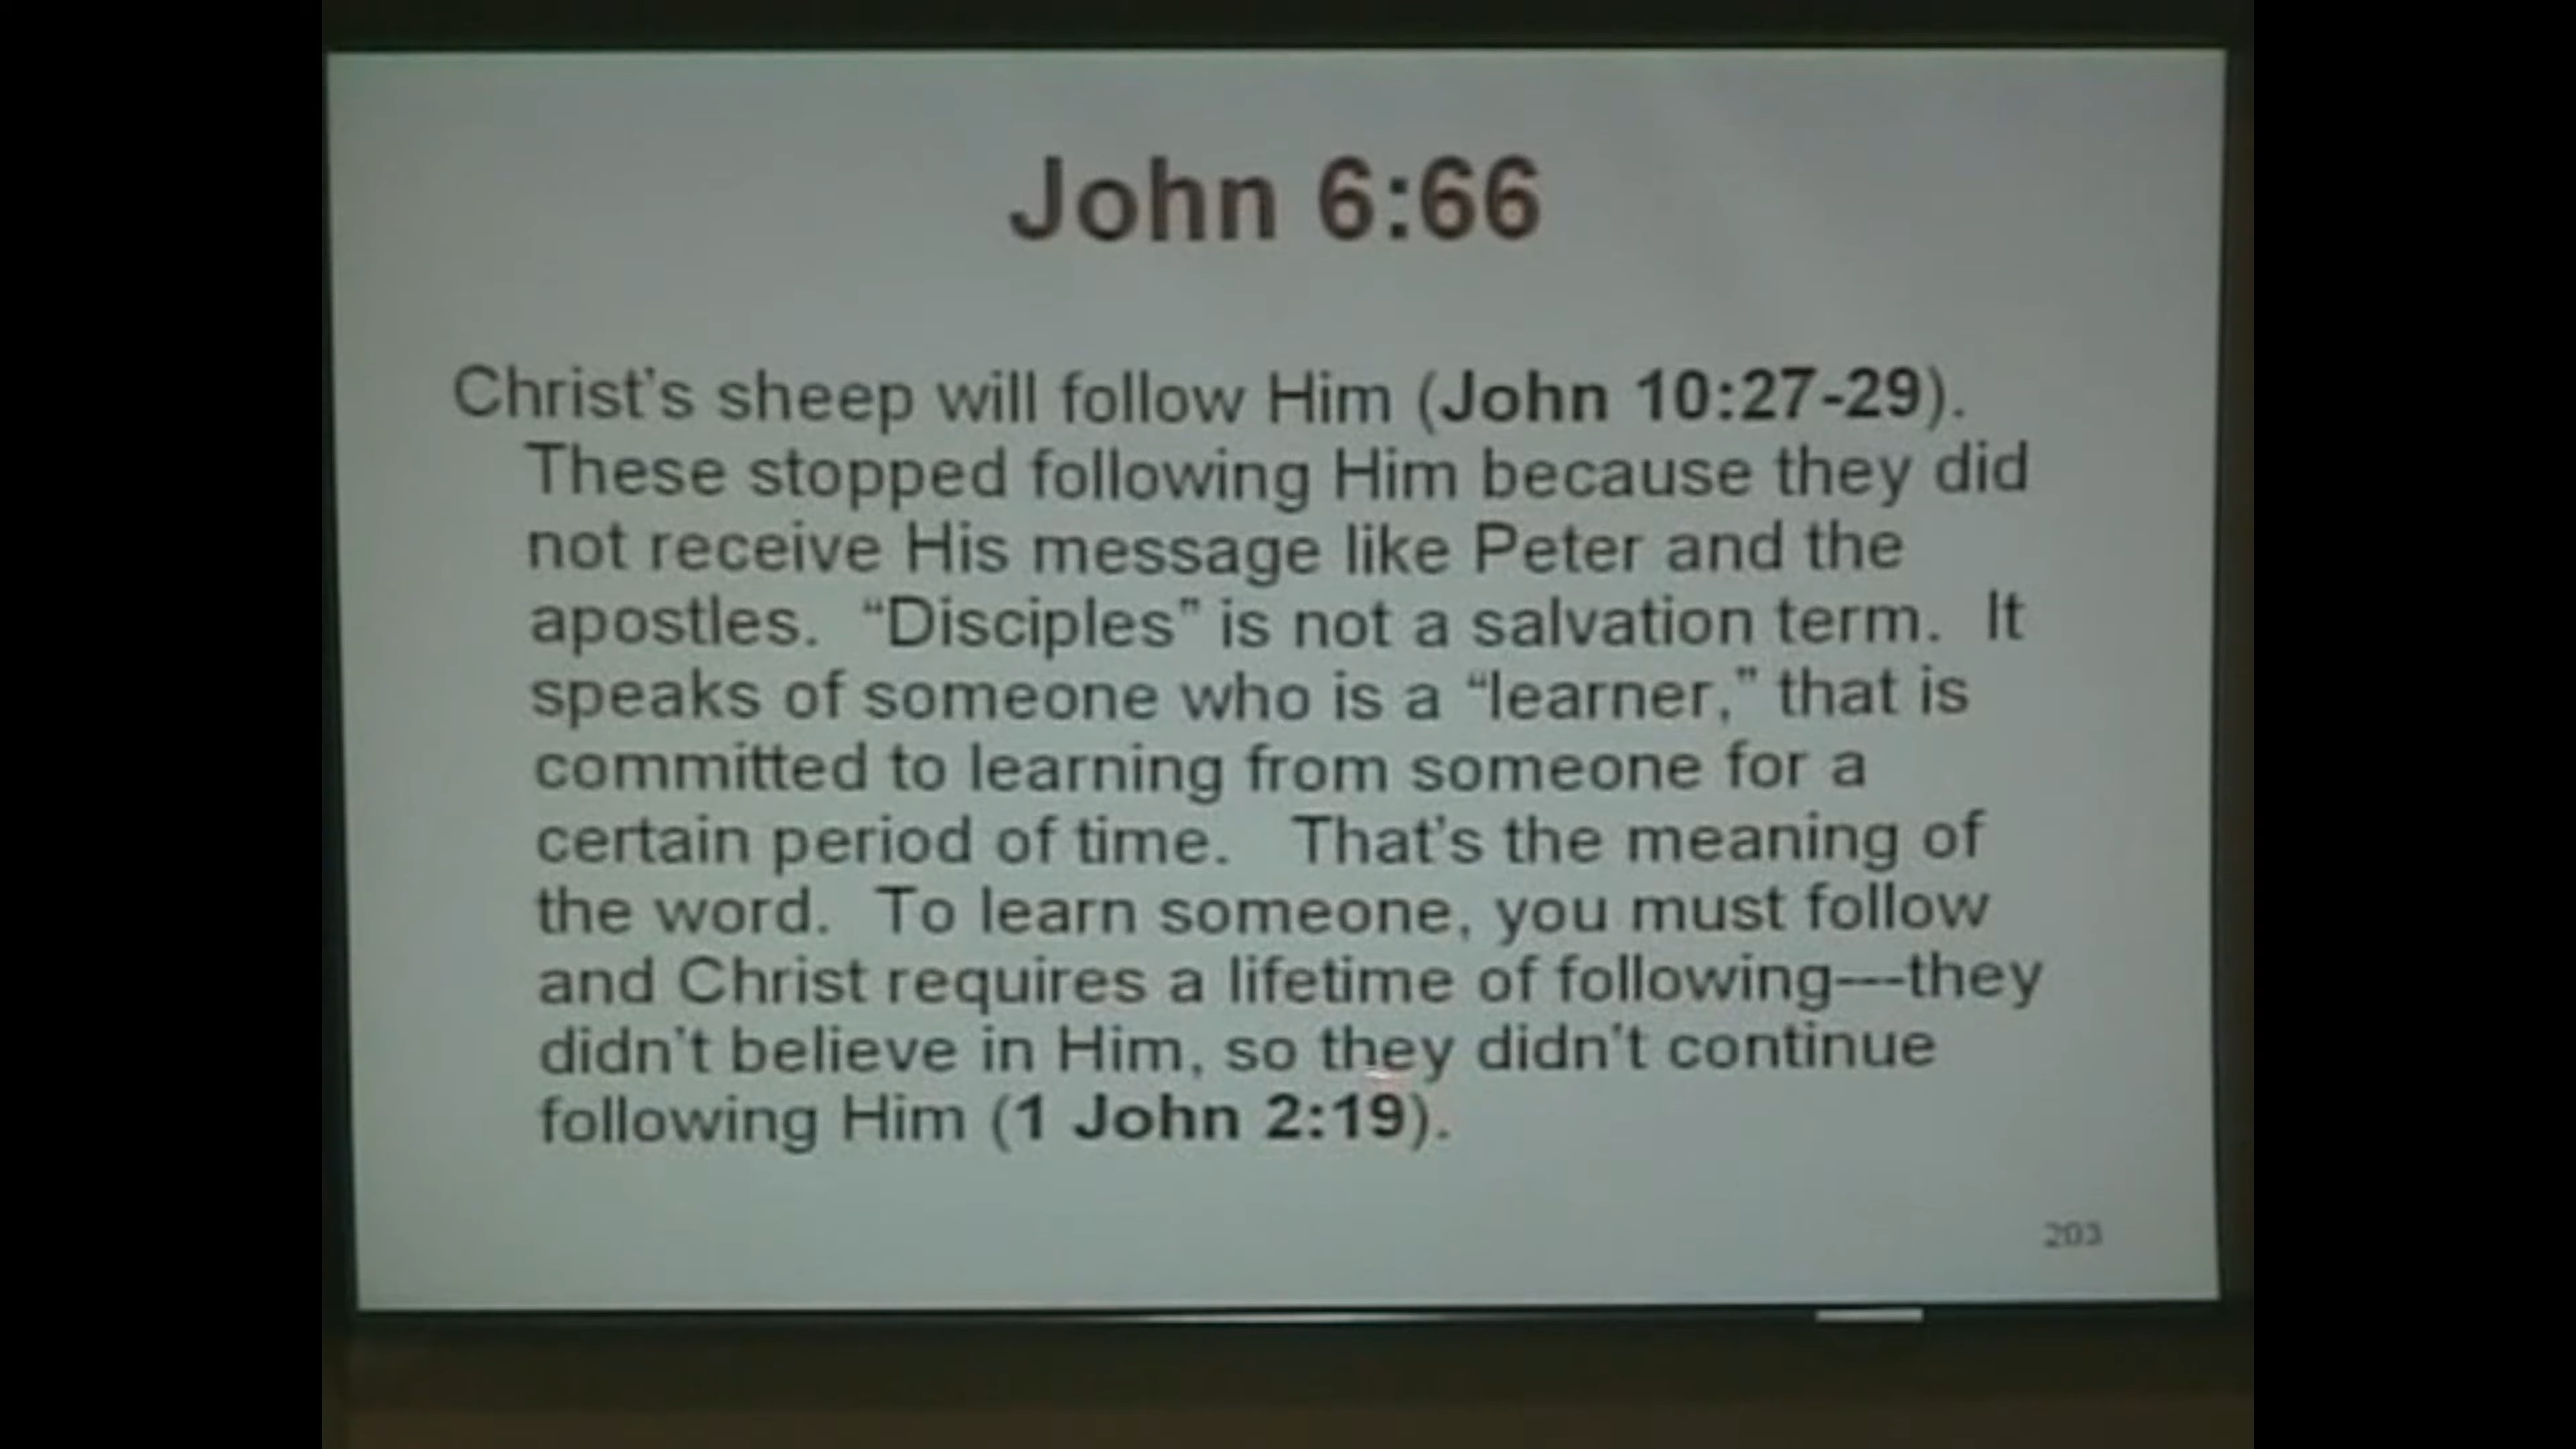 John 6:66
Christ's sheep will follow Him (John 10:27-29).
These stopped following Him because they did
not receive His message like Peter and the
apostles. “Disciples” is not a salvation term. It
speaks of someone who is a “learner,” that is
committed to learning from someone for a
certain period of time. That's the meaning of
the word. To learn someone, you must follow
and Christ requires a lifetime of following—they
didn't believe in Him, so they didn't continue
following Him (1 John 2:19).
203